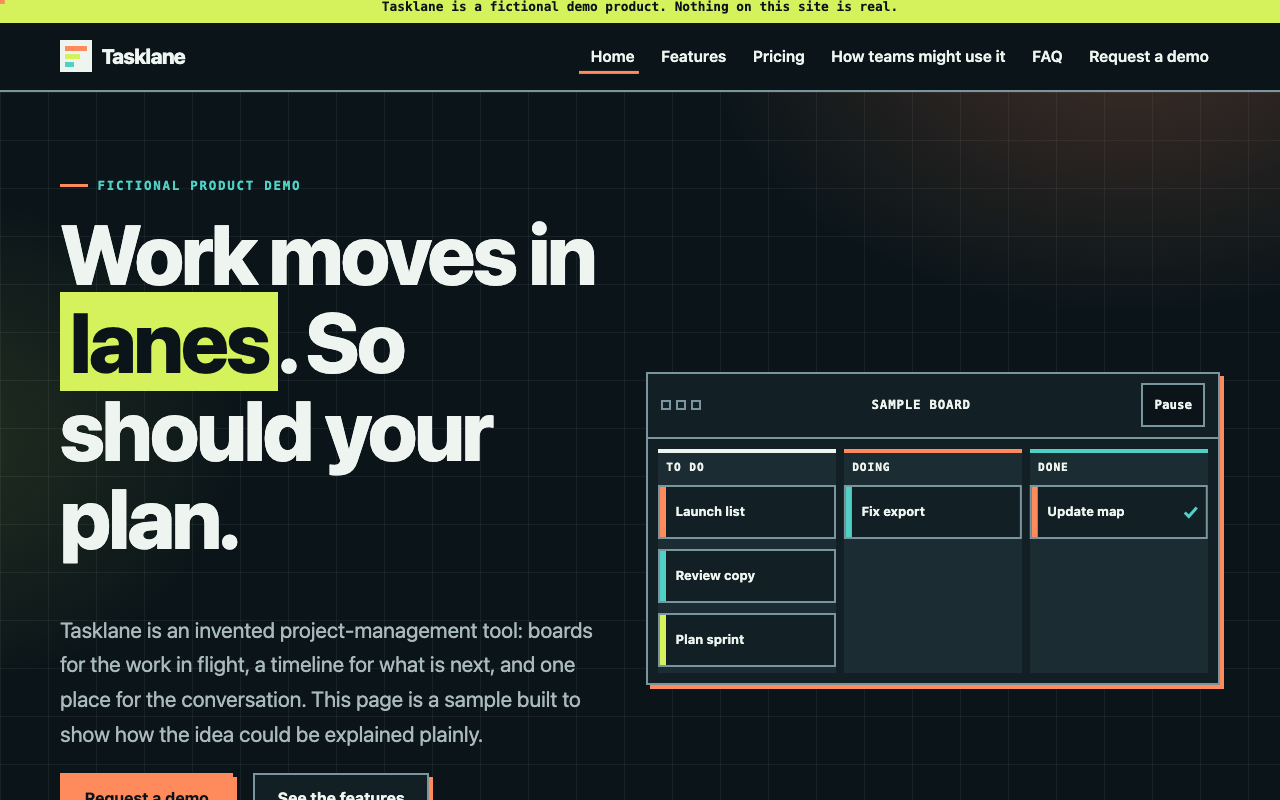 Tasklane is a fictional demo product. Nothing on this site is real.
Tasklane
Home Features Pricing How teams might use it FAQ Request a demo
FICTIONAL PRODUCT DEMO
Work moves in
lanes. So
should your
plan.
Tasklane is an invented project-management tool: boards
for the work in flight, a timeline for what is next, and one
place for the conversation. This page is a sample built to
show how the idea could be explained plainly.
Request a demo See the features
SAMPLE BOARD Pause
TO DO
Launch list
Review copy
Plan sprint
DOING
Fix export
DONE
Update map